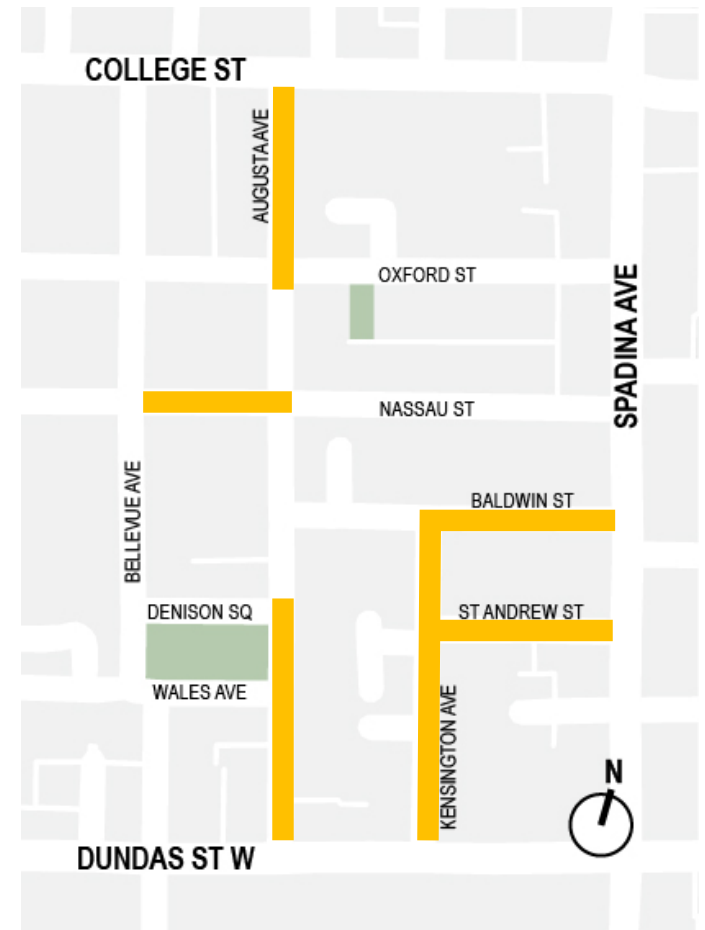 COLLEGE ST
AUGUSTA AVE
OXFORD ST
SPADINA AVE
NASSAU ST
BELLEVUE AVE
BALDWIN ST
DENISON SQ
ST ANDREW ST
WALES AVE
KENSINGTON AVE
N
DUNDAS ST W